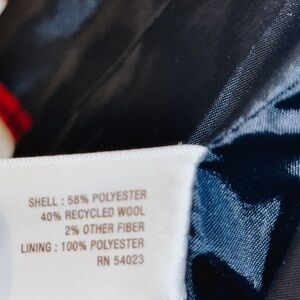 SHELL : 58% POLYESTER
40% RECYCLED WOOL
2% OTHER FIBER
LINING : 100% POLYESTER
RN 54023